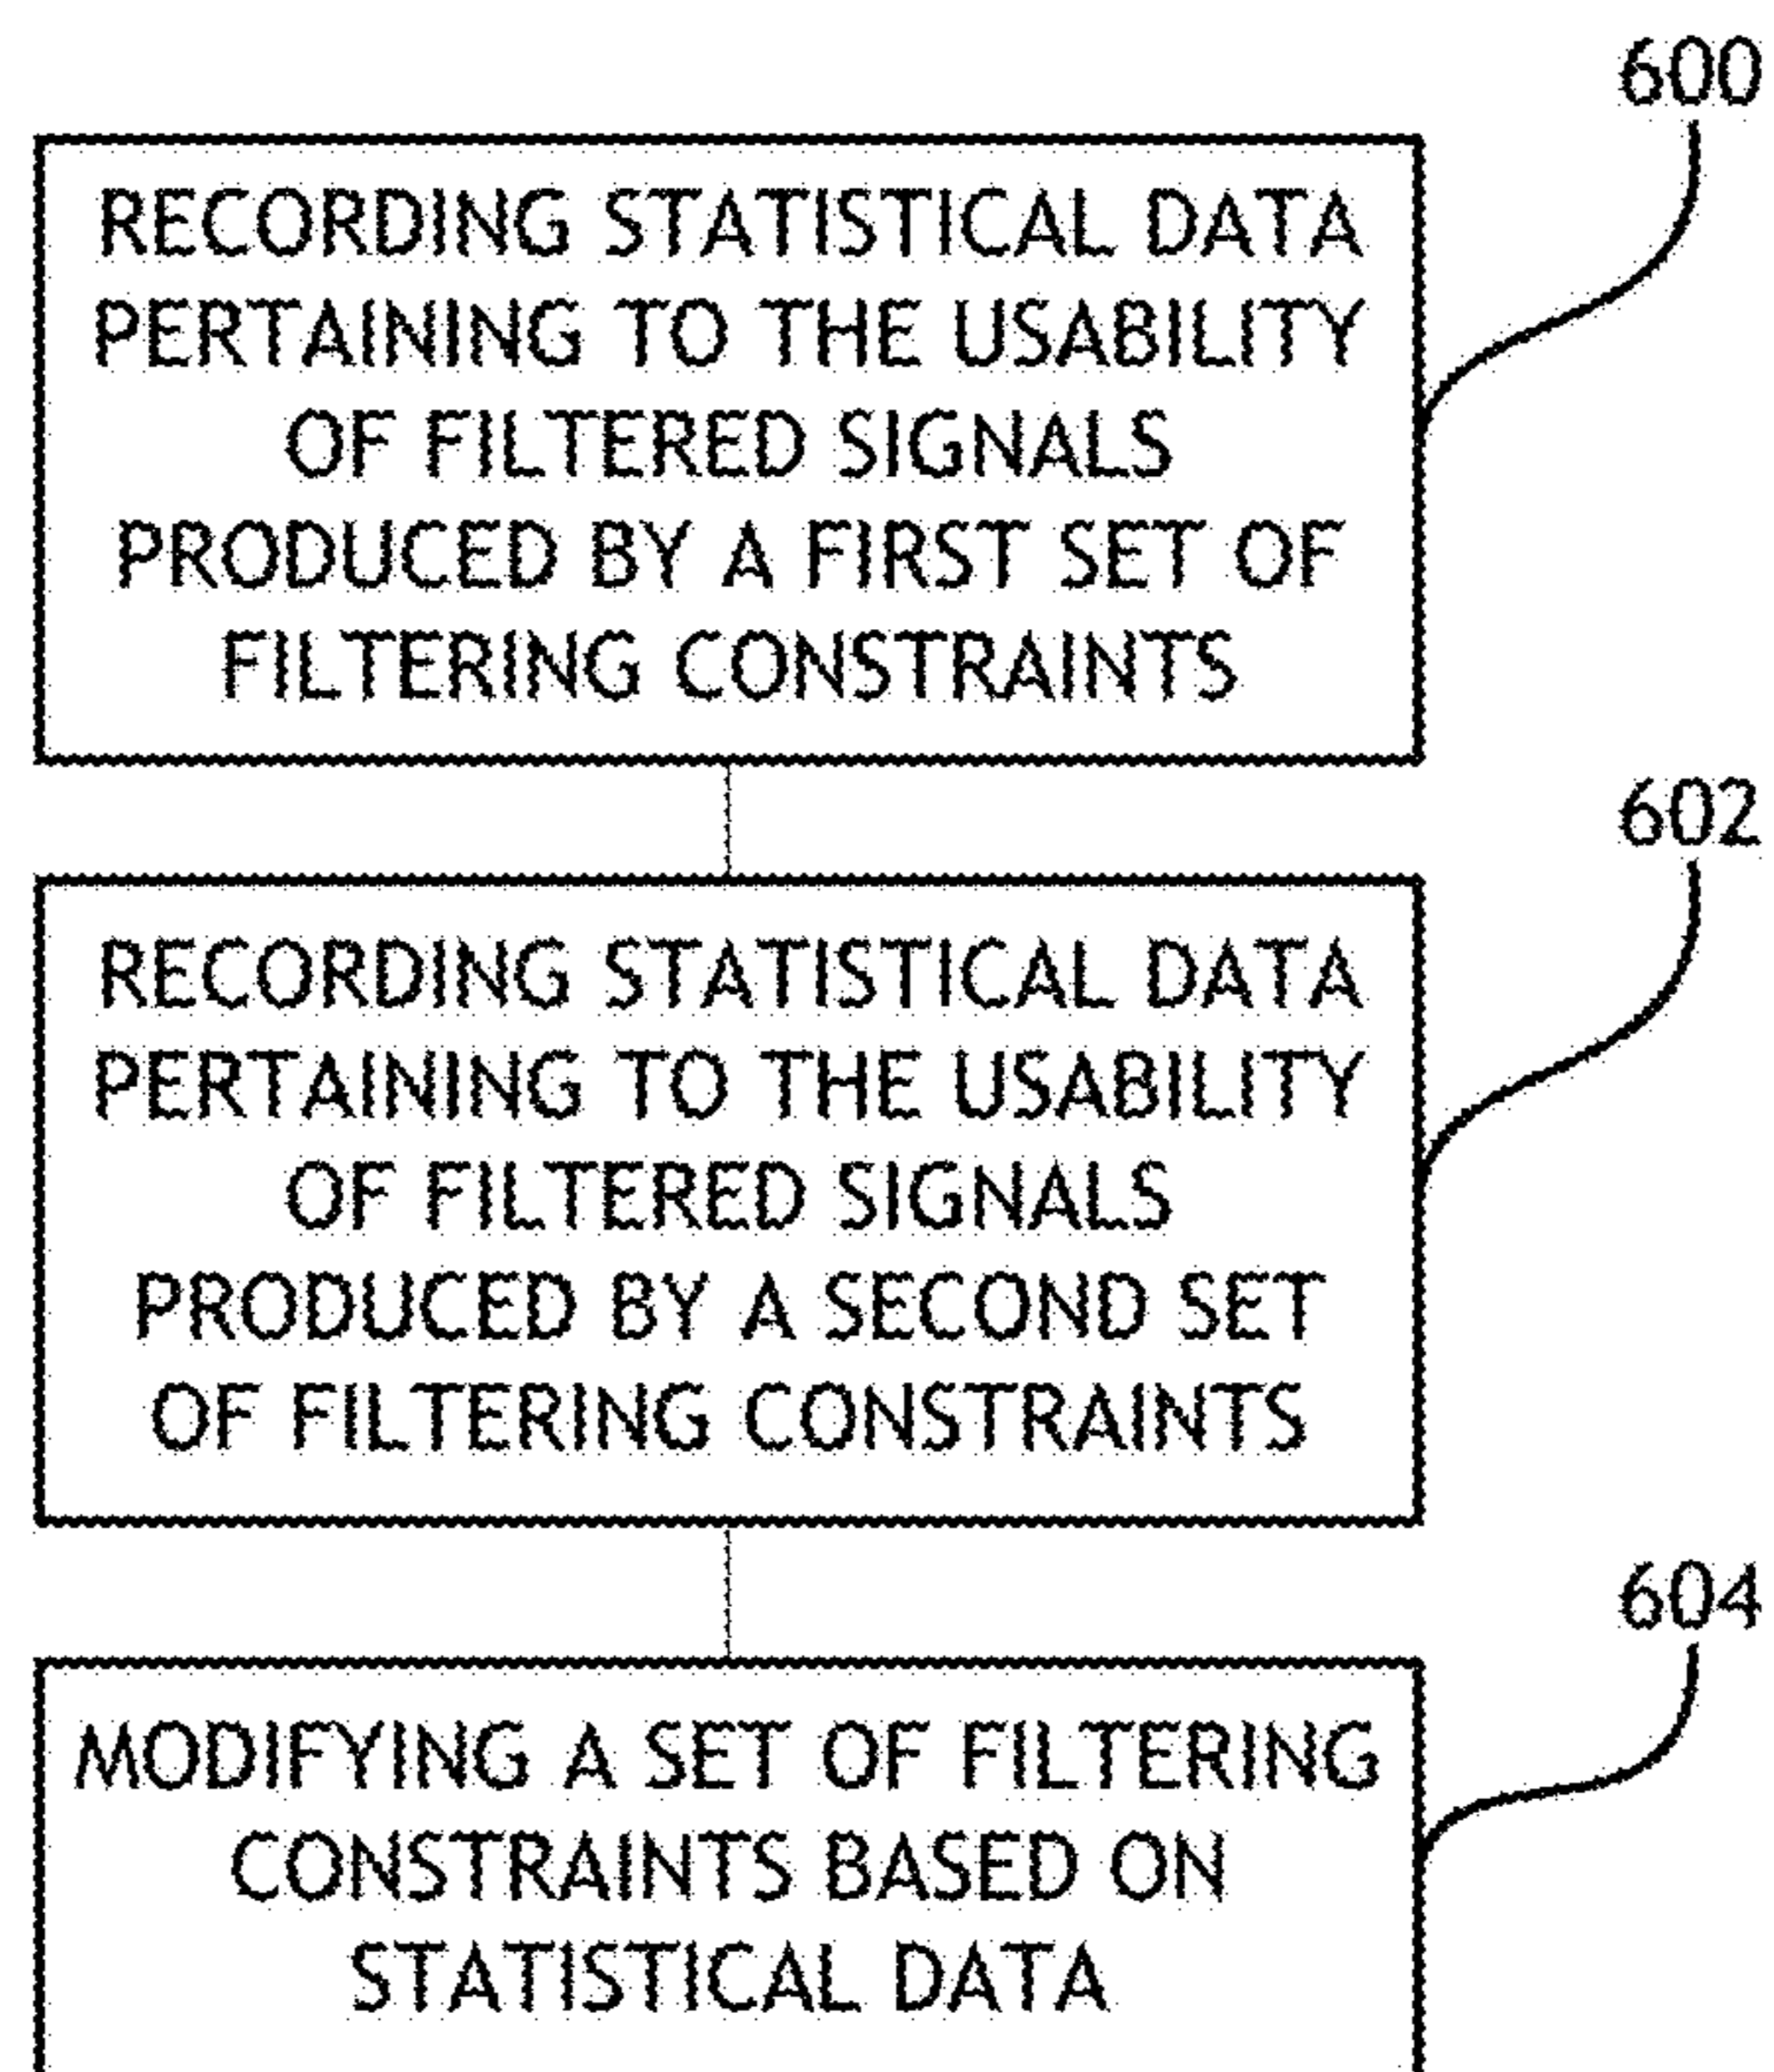 600
RECORDING STATISTICAL DATA
PERTAINING TO THE USABILITY
OF FILTERED SIGNALS
PRODUCED BY A FIRST SET OF
FILTERING CONSTRAINTS
602
RECORDING STATISTICAL DATA
PERTAINING TO THE USABILITY
OF FILTERED SIGNALS
PRODUCED BY A SECOND SET
OF FILTERING CONSTRAINTS
604
MODIFYING A SET OF FILTERING
CONSTRAINTS BASED ON
STATISTICAL DATA